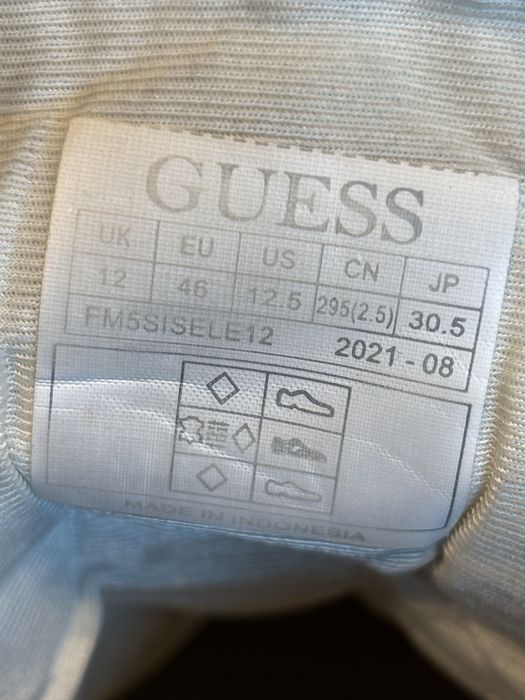 GUESS
UK EU US CN JP
12 46 12.5 295(2.5) 30.5
FM5SISELE12 2021-08
MADE IN INDONESIA